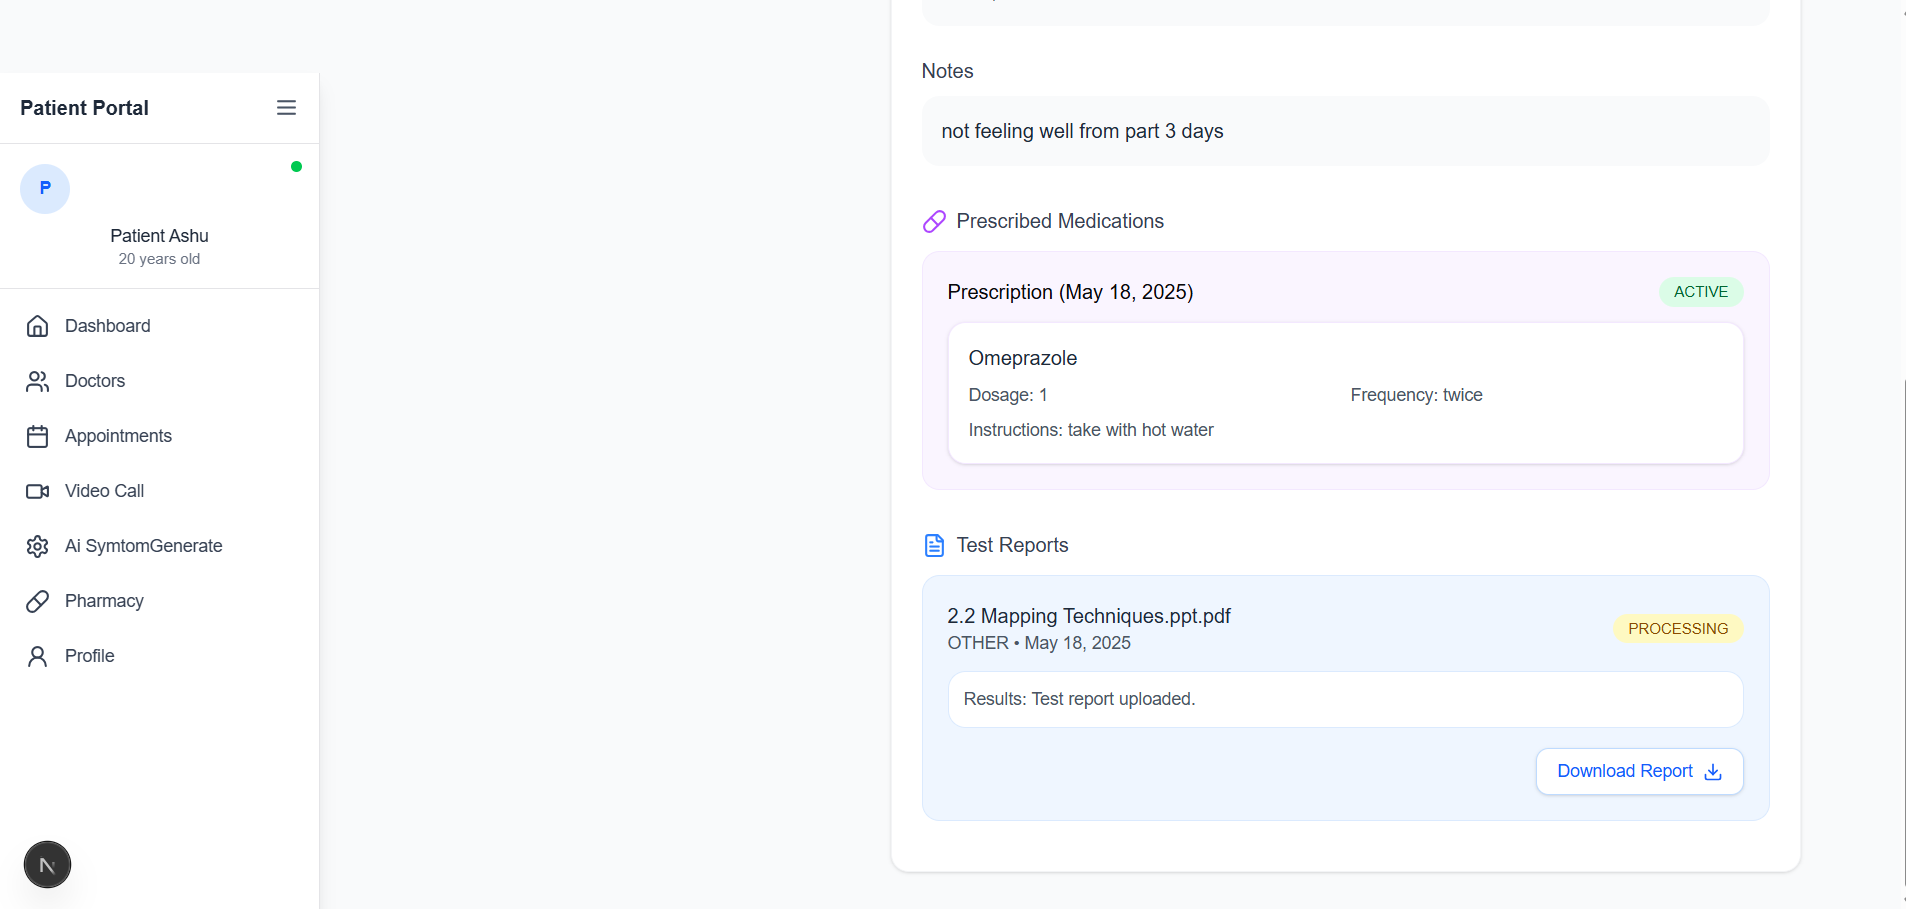 Patient Portal
P
Patient Ashu
20 years old
Dashboard
Doctors
Appointments
Video Call
Ai SymtomGenerate
Pharmacy
Profile
N
Notes
not feeling well from part 3 days
Prescribed Medications
Prescription (May 18, 2025)
ACTIVE
Omeprazole
Dosage: 1
Frequency: twice
Instructions: take with hot water
Test Reports
2.2 Mapping Techniques.ppt.pdf
OTHER • May 18, 2025
PROCESSING
Results: Test report uploaded.
Download Report